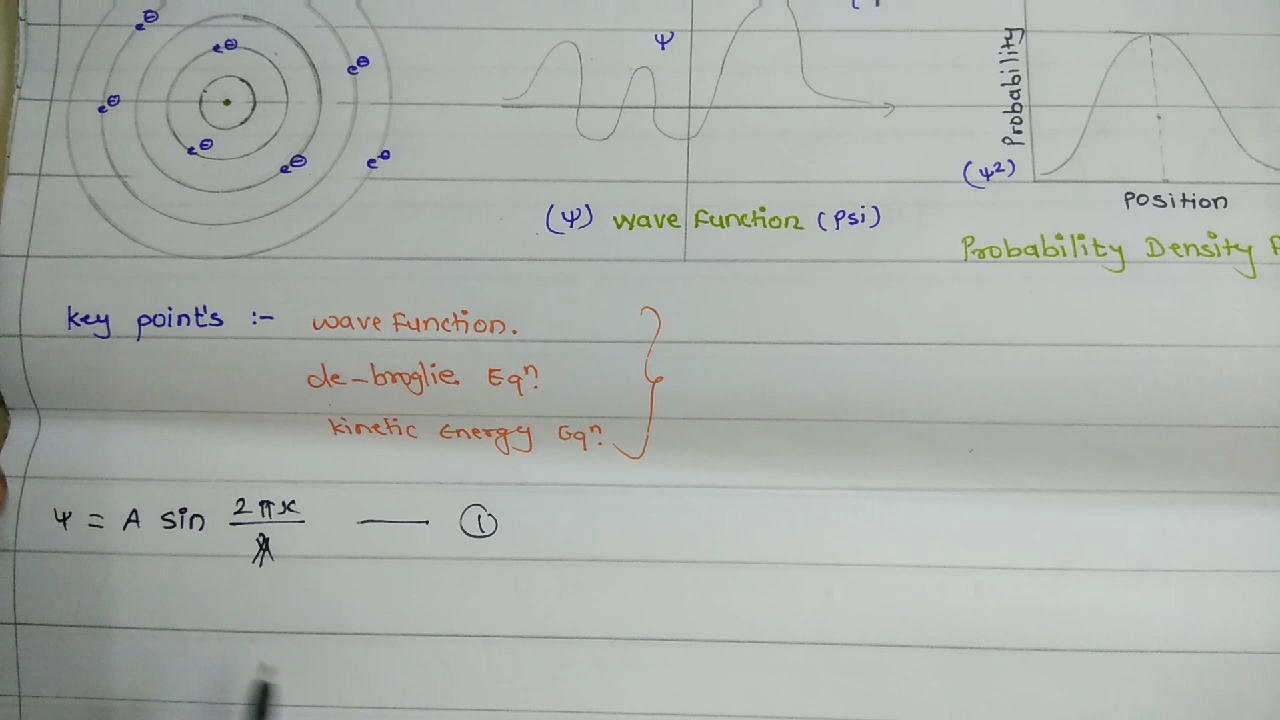 e⊖
e⊖
e⊖
e⊖
e⊖
e⊖
e⊖
ψ
(ψ) wave function (psi)
Probability
(ψ2)
Position
Probability Density
key point's :- wave function.
de-broglie Eqn.
kinetic Energy Eqn.
ψ = A sin 2πx/λ —— ①